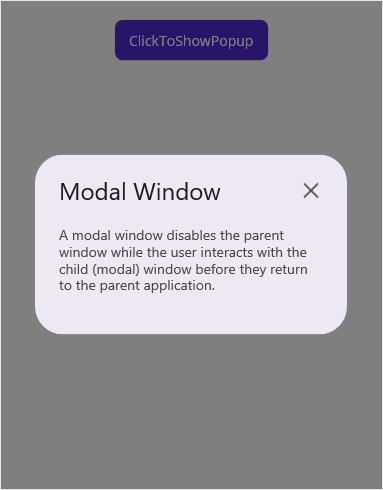 ClickToShowPopup
Modal Window
A modal window disables the parent
window while the user interacts with the
child (modal) window before they return
to the parent application.